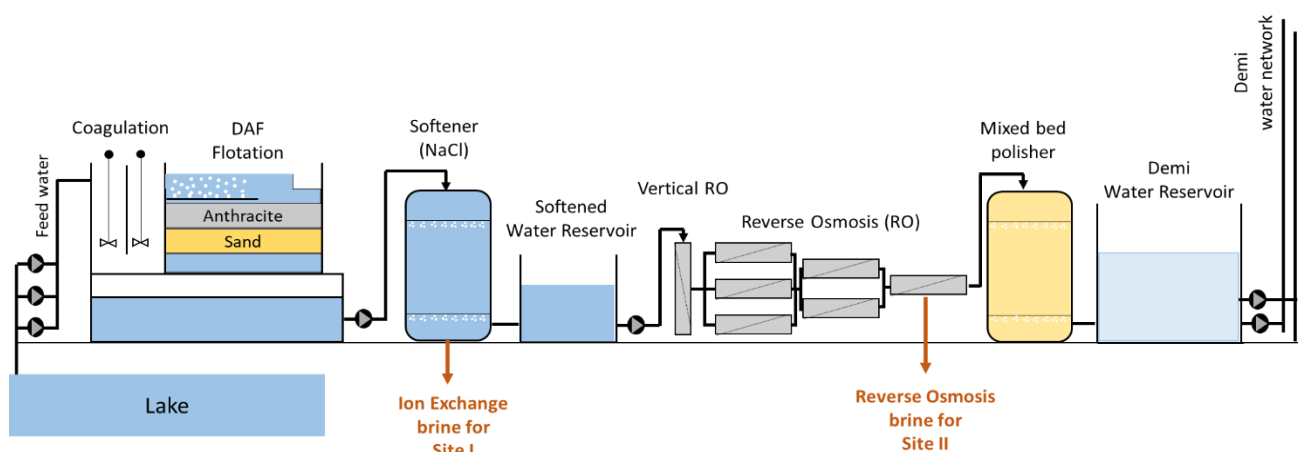 Coagulation
DAF
Flotation
Feed water
Anthracite
Sand
Lake
Softener
(NaCl)
Ion Exchange
brine for
Site I
Softened
Water Reservoir
Vertical RO
Reverse Osmosis (RO)
Reverse Osmosis
brine for
Site II
Mixed bed
polisher
Demi
Water Reservoir
Demi
water network